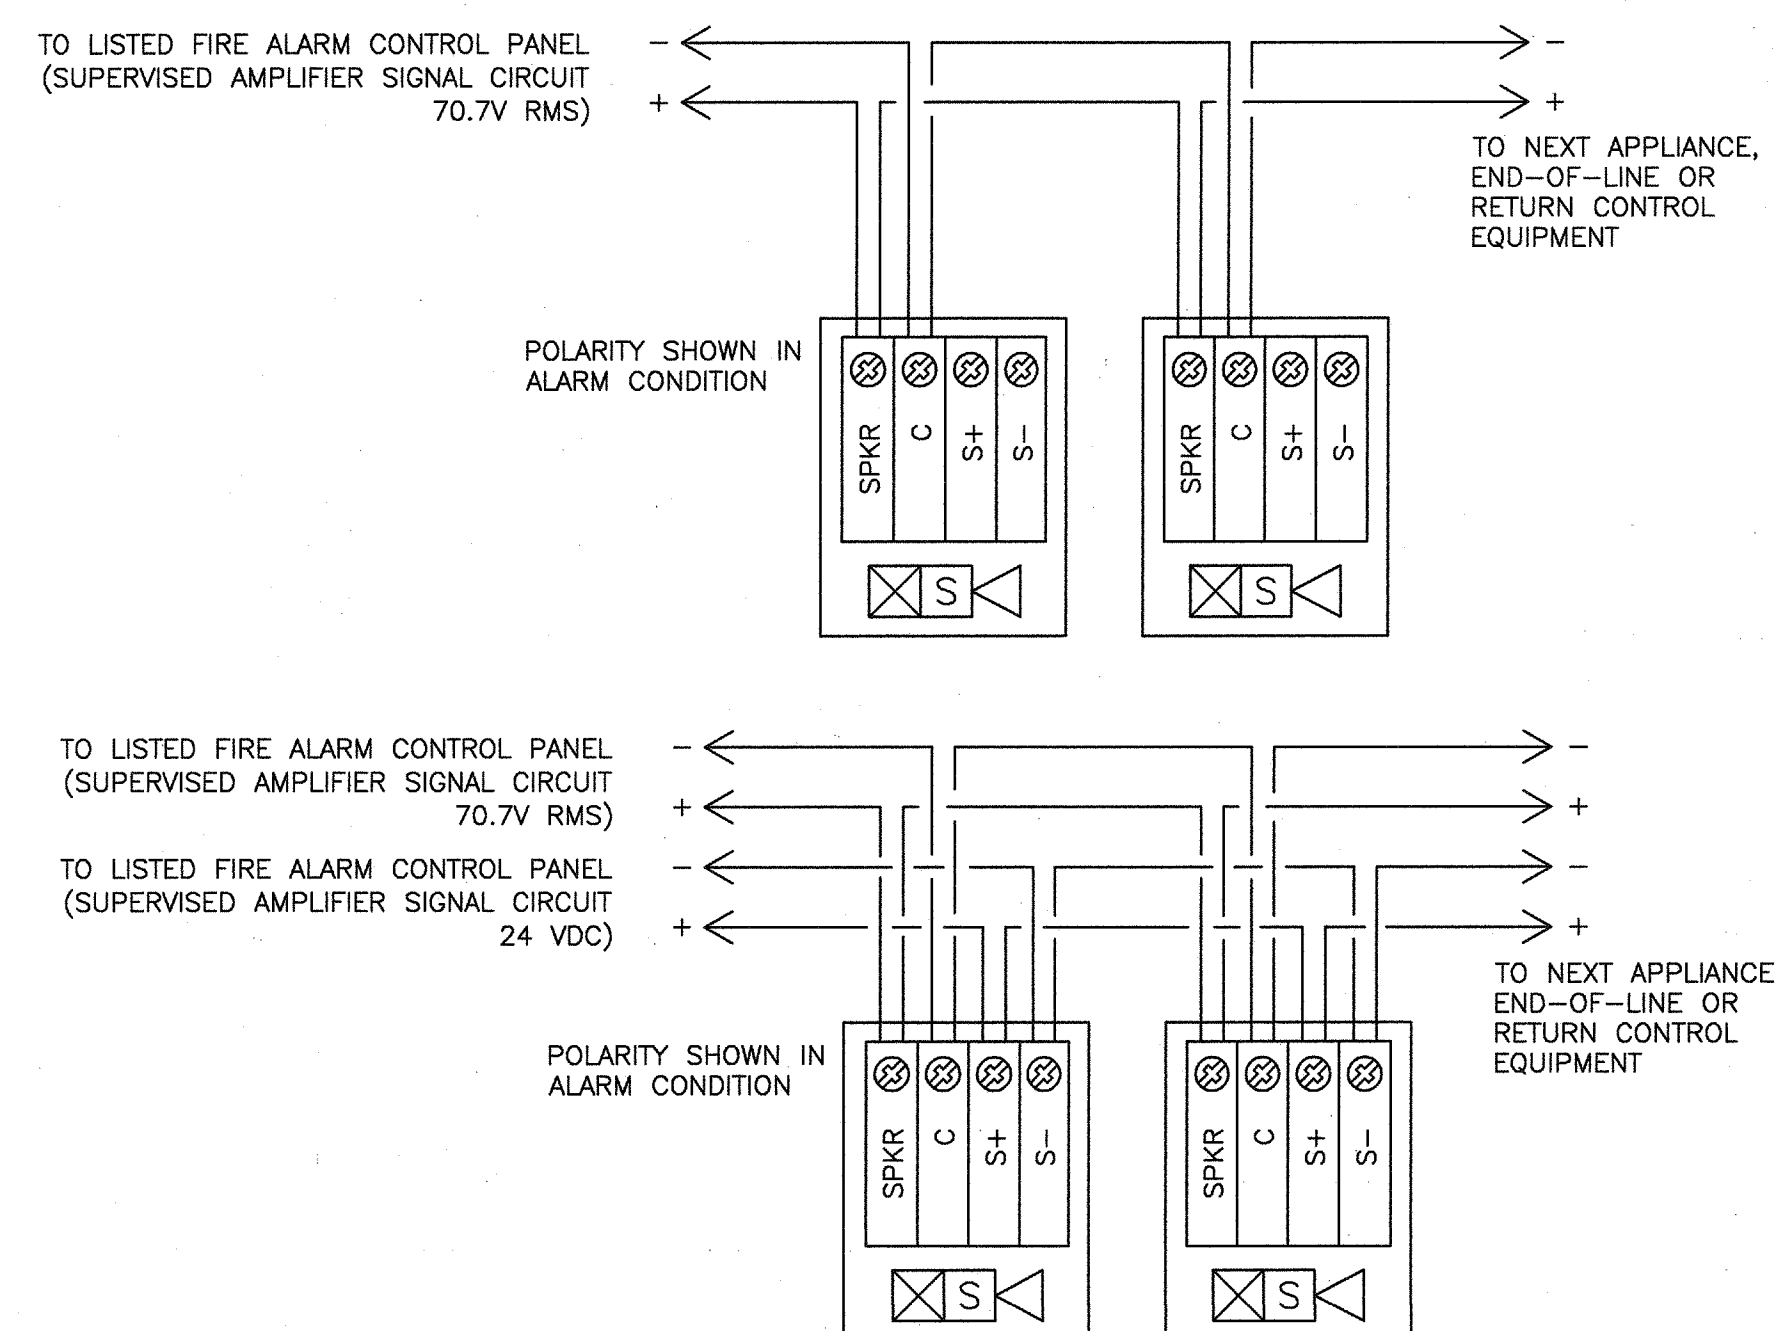 TO LISTED FIRE ALARM CONTROL PANEL
(SUPERVISED AMPLIFIER SIGNAL CIRCUIT
70.7V RMS)
−
+
−
+
TO NEXT APPLIANCE,
END−OF−LINE OR
RETURN CONTROL
EQUIPMENT
POLARITY SHOWN IN
ALARM CONDITION
SPKR
C
S+
S−
SPKR
C
S+
S−
S
S
TO LISTED FIRE ALARM CONTROL PANEL
(SUPERVISED AMPLIFIER SIGNAL CIRCUIT
70.7V RMS)
−
+
−
+
TO LISTED FIRE ALARM CONTROL PANEL
(SUPERVISED AMPLIFIER SIGNAL CIRCUIT
24 VDC)
−
+
−
+
TO NEXT APPLIANCE
END−OF−LINE OR
RETURN CONTROL
EQUIPMENT
POLARITY SHOWN IN
ALARM CONDITION
SPKR
C
S+
S−
SPKR
C
S+
S−
S
S